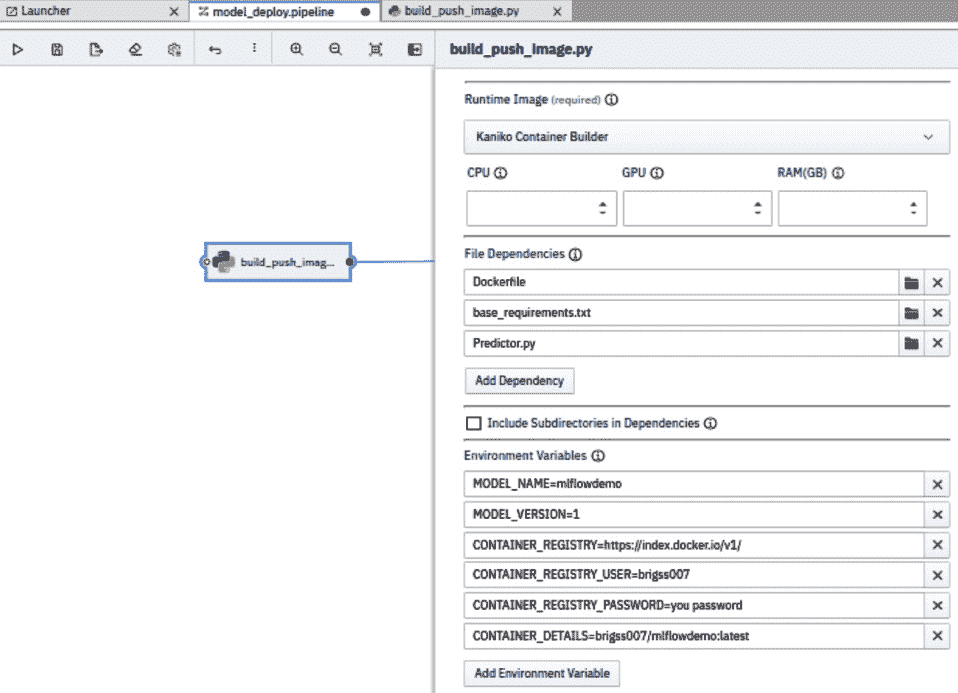 Launcher
model_deploy.pipeline
build_push_image.py
build_push_image.py
Runtime Image (required)
Kaniko Container Builder
CPU GPU RAM(GB)
build_push_imag...
File Dependencies
Dockerfile
base_requirements.txt
Predictor.py
Add Dependency
Include Subdirectories in Dependencies
Environment Variables
MODEL_NAME=mlflowdemo
MODEL_VERSION=1
CONTAINER_REGISTRY=https://index.docker.io/v1/
CONTAINER_REGISTRY_USER=brigss007
CONTAINER_REGISTRY_PASSWORD=you password
CONTAINER_DETAILS=brigss007/mlflowdemo:latest
Add Environment Variable